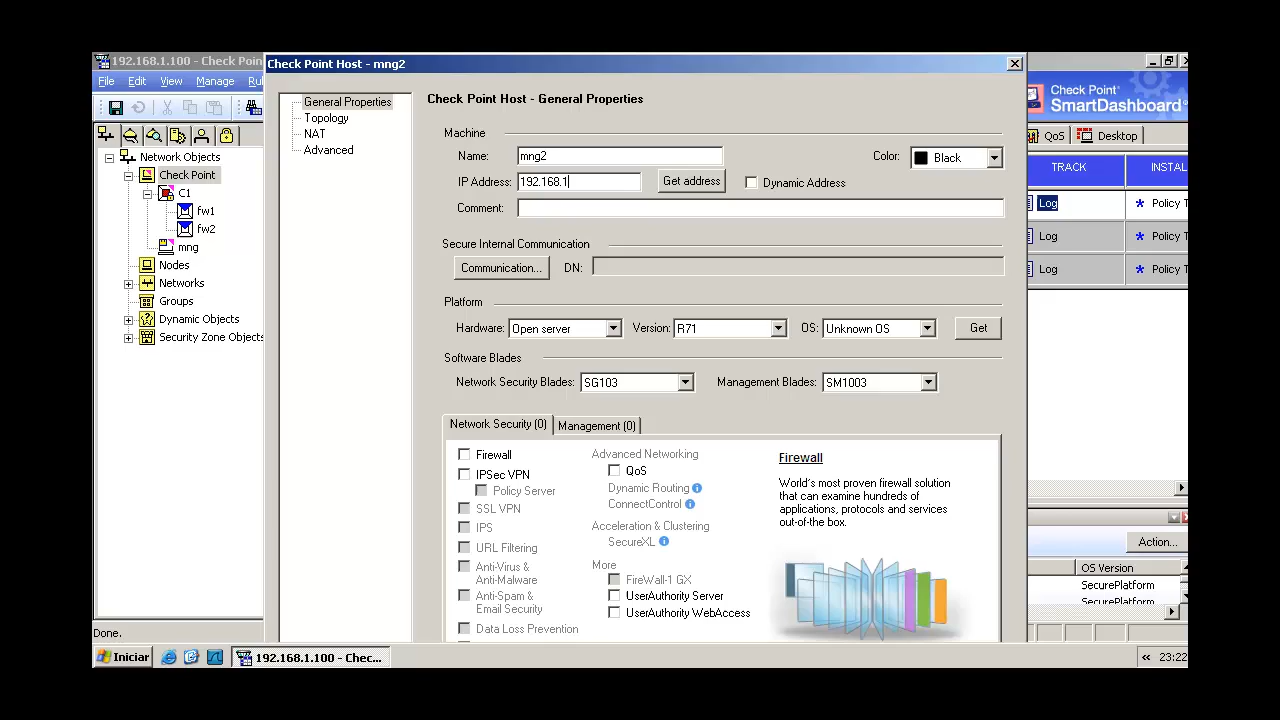 192.168.1.100 - Check Poin
Check Point Host - mng2
File Edit View Manage Ru
Check Point
SmartDashboard
General Properties
Topology
NAT
Advanced
Check Point Host - General Properties
Machine
Name: mng2
Color: Black
IP Address: 192.168.1
Get address
Dynamic Address
Comment:
Secure Internal Communication
Communication... DN:
Platform
Hardware: Open server Version: R71 OS: Unknown OS Get
Software Blades
Network Security Blades: SG103 Management Blades: SM1003
Network Security (0) Management (0)
Firewall
IPSec VPN
Policy Server
SSL VPN
IPS
URL Filtering
Anti-Virus &
Anti-Malware
Anti-Spam &
Email Security
Data Loss Prevention
Advanced Networking
QoS
Dynamic Routing
ConnectControl
Acceleration & Clustering
SecureXL
More
FireWall-1 GX
UserAuthority Server
UserAuthority WebAccess
Firewall
World's most proven firewall solution
that can examine hundreds of
applications, protocols and services
out-of-the box.
Network Objects
Check Point
C1
fw1
fw2
mng
Nodes
Networks
Groups
Dynamic Objects
Security Zone Objects
QoS Desktop
TRACK INSTAL
Log * Policy T
Log * Policy T
Log * Policy T
Action...
OS Version
SecurePlatform
SecurePlatform
Done.
Iniciar
192.168.1.100 - Chec...
« 23:22